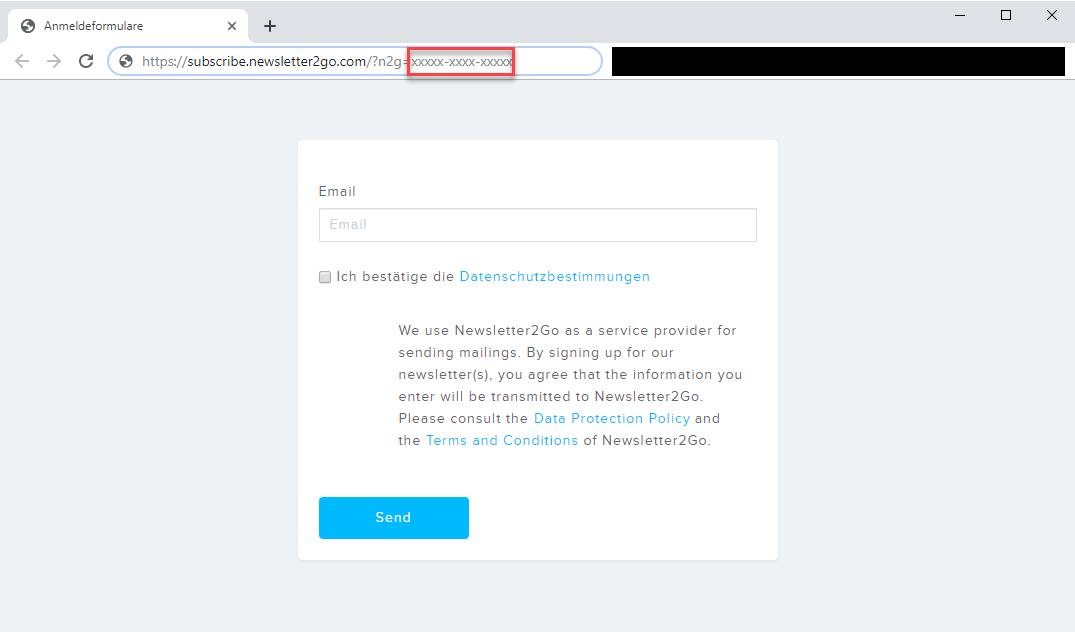 Anmeldeformulare
https://subscribe.newsletter2go.com/?n2g=xxxxx-xxxx-xxxxx
Email
Email
Ich bestätige die Datenschutzbestimmungen
We use Newsletter2Go as a service provider for
sending mailings. By signing up for our
newsletter(s), you agree that the information you
enter will be transmitted to Newsletter2Go.
Please consult the Data Protection Policy and
the Terms and Conditions of Newsletter2Go.
Send